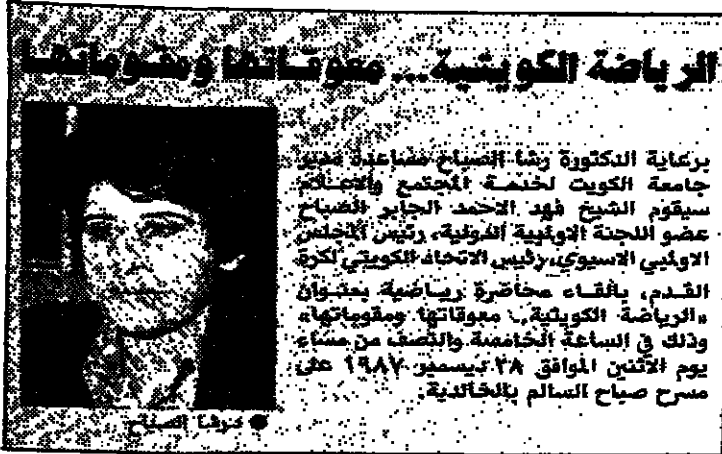 الرياضة الكويتية... معوقاتها ومقوماتها
برعاية الدكتورة رشا الصباح مساعدة مدير
جامعة الكويت لخدمة المجتمع والاعلام
سيقوم الشيخ فهد الاحمد الجابر الصباح
عضو اللجنة الاولمبية الدولية، رئيس المجلس
الاولمبي الاسيوي، رئيس الاتحاد الكويتي لكرة
القدم، بالقاء محاضرة رياضية بعنوان
«الرياضة الكويتية.. معوقاتها ومقوماتها»
وذلك في الساعة الخامسة والنصف من مساء
يوم الاثنين الموافق ٢٨ ديسمبر ١٩٨٧ على
مسرح صباح السالم بالخالدية.
● د.رشا الصباح